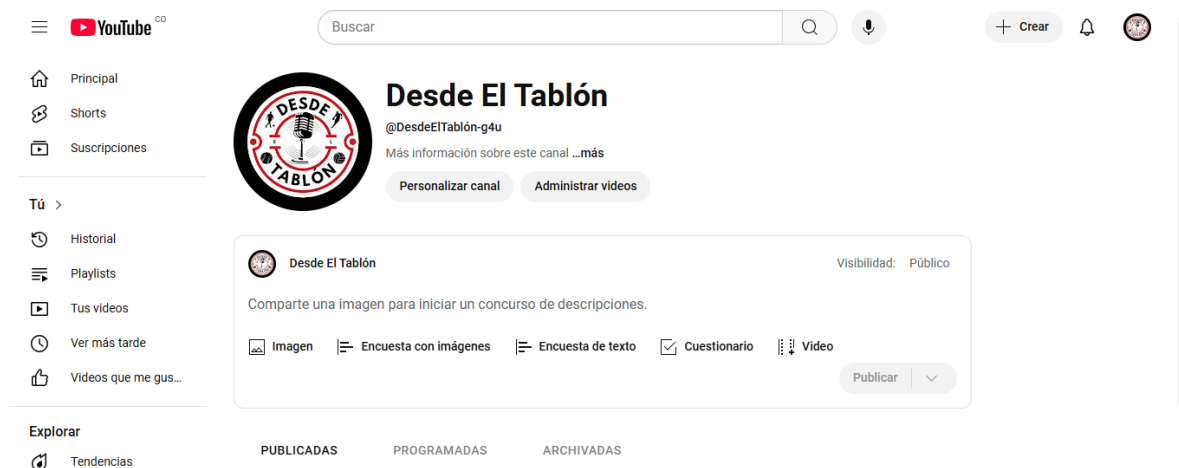 YouTube CO
Buscar
Crear
Principal
Shorts
Suscripciones
Tú
Historial
Playlists
Tus videos
Ver más tarde
Videos que me gus...
Explorar
Tendencias
DESDE
EL
TABLÓN
Desde El Tablón
@DesdeElTablón-g4u
Más información sobre este canal ...más
Personalizar canal
Administrar videos
Desde El Tablón
Visibilidad: Público
Comparte una imagen para iniciar un concurso de descripciones.
Imagen
Encuesta con imágenes
Encuesta de texto
Cuestionario
Video
Publicar
PUBLICADAS
PROGRAMADAS
ARCHIVADAS